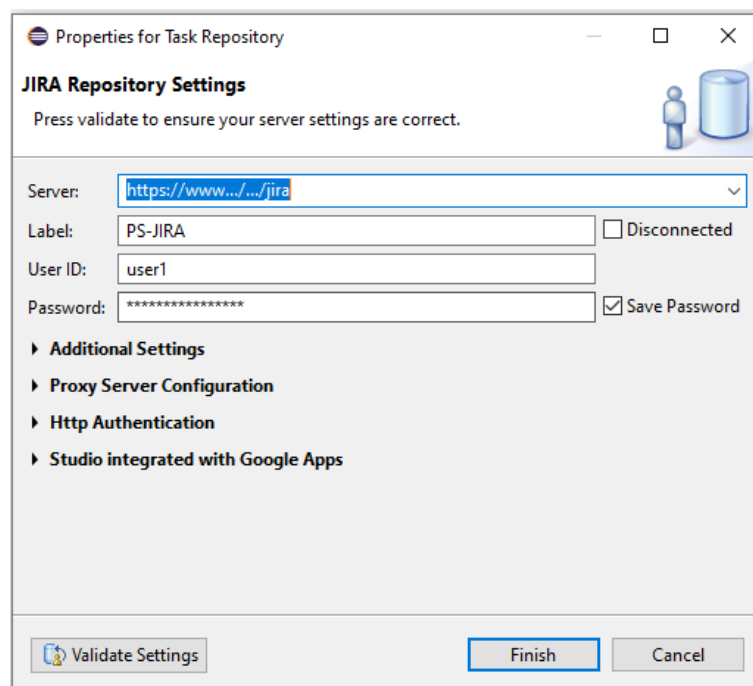 Properties for Task Repository
JIRA Repository Settings
Press validate to ensure your server settings are correct.
Server: https://www.../.../jira
Label: PS-JIRA Disconnected
User ID: user1
Password: **************** Save Password
Additional Settings
Proxy Server Configuration
Http Authentication
Studio integrated with Google Apps
Validate Settings Finish Cancel